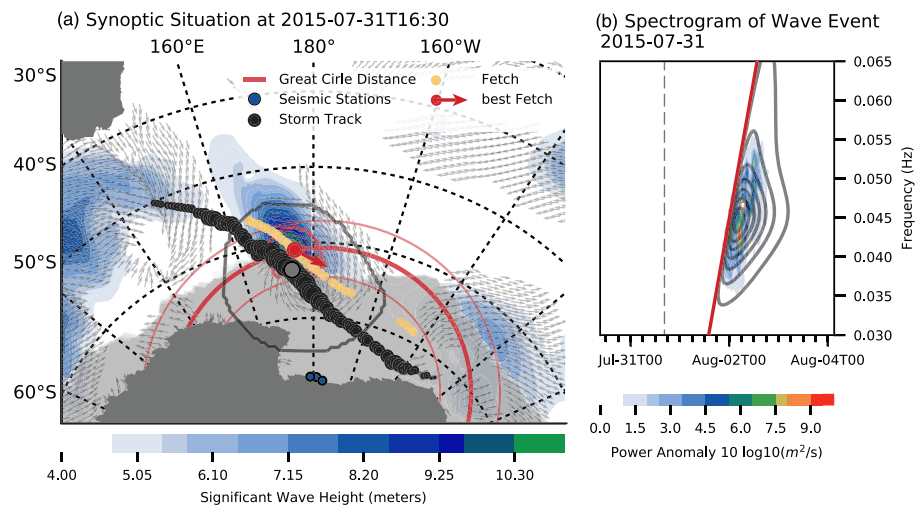 (a) Synoptic Situation at 2015-07-31T16:30
160°E 180° 160°W
30°S
40°S
50°S
60°S
Great Cirle Distance
Seismic Stations
Storm Track
Fetch
best Fetch
4.00 5.05 6.10 7.15 8.20 9.25 10.30
Significant Wave Height (meters)
(b) Spectrogram of Wave Event
2015-07-31
0.065
0.060
0.055
0.050
0.045
0.040
0.035
0.030
Frequency (Hz)
Jul-31T00 Aug-02T00 Aug-04T00
0.0 1.5 3.0 4.5 6.0 7.5 9.0
Power Anomaly 10 log10(m²/s)